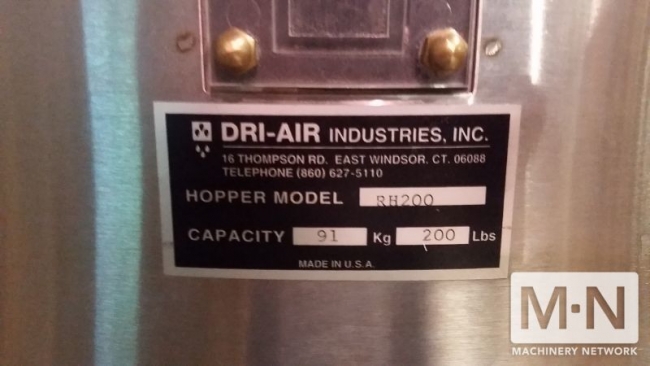 DRI-AIR INDUSTRIES, INC.
16 THOMPSON RD. EAST WINDSOR. CT. 06088
TELEPHONE (860) 627-5110
HOPPER MODEL RH200
CAPACITY 91 Kg 200 Lbs
MADE IN U.S.A.
M·N
MACHINERY NETWORK